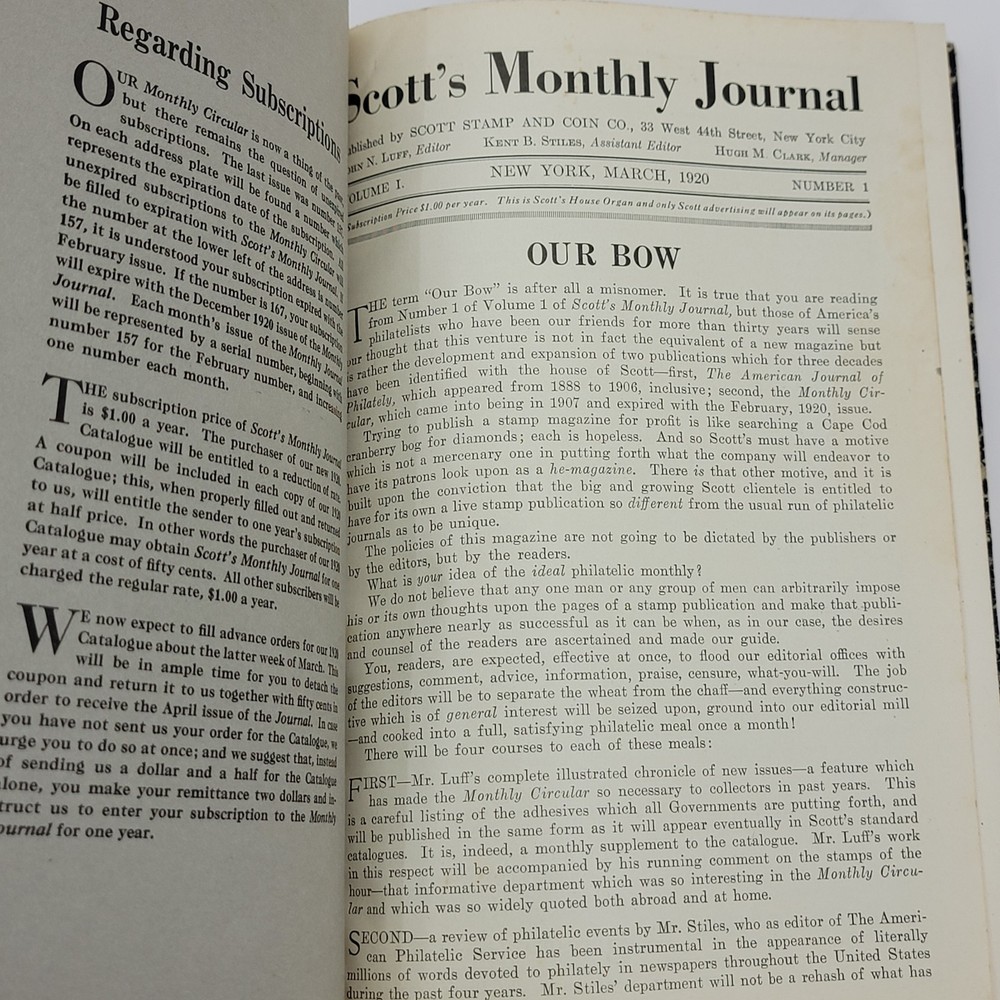 Regarding Subscriptions
OUR Monthly Circular is now a thing of the
but there remains the question of unexpired
subscriptions. The last issue was number
On each address plate will be found a number which
represents the expiration date of the subscription. All
unexpired subscriptions to the Monthly Circular will
be filled to expiration with Scott's Monthly Journal. If
the number at the lower left of the address is number
157, it is understood your subscription expired with the
February issue. If the number is 167, your subscription
will expire with the December 1920 issue of the Monthly
Journal. Each month's issue of the Monthly Journal
will be represented by a serial number, beginning with
number 157 for the February number, and increasing
one number each month.
THE subscription price of Scott's Monthly Journal
is $1.00 a year. The purchaser of our new 1920
Catalogue will be entitled to a reduction of rate.
A coupon will be included in each copy of our 1920
Catalogue; this, when properly filled out and returned
to us, will entitle the sender to one year's subscription
at half price. In other words the purchaser of our 1920
Catalogue may obtain Scott's Monthly Journal for one
year at a cost of fifty cents. All other subscribers will be
charged the regular rate, $1.00 a year.
WE now expect to fill advance orders for our 1920
Catalogue about the latter week of March. This
will be in ample time for you to detach the
coupon and return it to us together with fifty cents in
order to receive the April issue of the Journal. In case
you have not sent us your order for the Catalogue, we
urge you to do so at once; and we suggest that, instead
of sending us a dollar and a half for the Catalogue
alone, you make your remittance two dollars and in-
struct us to enter your subscription to the Monthly
Journal for one year.
Scott's Monthly Journal
Published by SCOTT STAMP AND COIN CO., 33 West 44th Street, New York City
JOHN N. LUFF, Editor KENT B. STILES, Assistant Editor HUGH M. CLARK, Manager
VOLUME I. NEW YORK, MARCH, 1920 NUMBER 1
(Subscription Price $1.00 per year. This is Scott's House Organ and only Scott advertising will appear on its pages.)
OUR BOW
THE term "Our Bow" is after all a misnomer. It is true that you are reading
from Number 1 of Volume 1 of Scott's Monthly Journal, but those of America's
philatelists who have been our friends for more than thirty years will sense
our thought that this venture is not in fact the equivalent of a new magazine but
is rather the development and expansion of two publications which for three decades
have been identified with the house of Scott—first, The American Journal of
Philately, which appeared from 1888 to 1906, inclusive; second, the Monthly Cir-
cular, which came into being in 1907 and expired with the February, 1920, issue.
Trying to publish a stamp magazine for profit is like searching a Cape Cod
cranberry bog for diamonds; each is hopeless. And so Scott's must have a motive
which is not a mercenary one in putting forth what the company will endeavor to
have its patrons look upon as a he-magazine. There is that other motive, and it is
built upon the conviction that the big and growing Scott clientele is entitled to
have for its own a live stamp publication so different from the usual run of philatelic
journals as to be unique.
The policies of this magazine are not going to be dictated by the publishers or
by the editors, but by the readers.
What is your idea of the ideal philatelic monthly?
We do not believe that any one man or any group of men can arbitrarily impose
his or its own thoughts upon the pages of a stamp publication and make that publi-
cation anywhere nearly as successful as it can be when, as in our case, the desires
and counsel of the readers are ascertained and made our guide.
You, readers, are expected, effective at once, to flood our editorial offices with
suggestions, comment, advice, information, praise, censure, what-you-will. The job
of the editors will be to separate the wheat from the chaff—and everything construc-
tive which is of general interest will be seized upon, ground into our editorial mill
—and cooked into a full, satisfying philatelic meal once a month!
There will be four courses to each of these meals:
FIRST—Mr. Luff's complete illustrated chronicle of new issues—a feature which
has made the Monthly Circular so necessary to collectors in past years. This
is a careful listing of the adhesives which all Governments are putting forth, and
will be published in the same form as it will appear eventually in Scott's standard
catalogues. It is, indeed, a monthly supplement to the catalogue. Mr. Luff's work
in this respect will be accompanied by his running comment on the stamps of the
hour—that informative department which was so interesting in the Monthly Circu-
lar and which was so widely quoted both abroad and at home.
SECOND—a review of philatelic events by Mr. Stiles, who as editor of The Ameri-
can Philatelic Service has been instrumental in the appearance of literally
millions of words devoted to philately in newspapers throughout the United States
during the past four years. Mr. Stiles' department will not be a rehash of what has